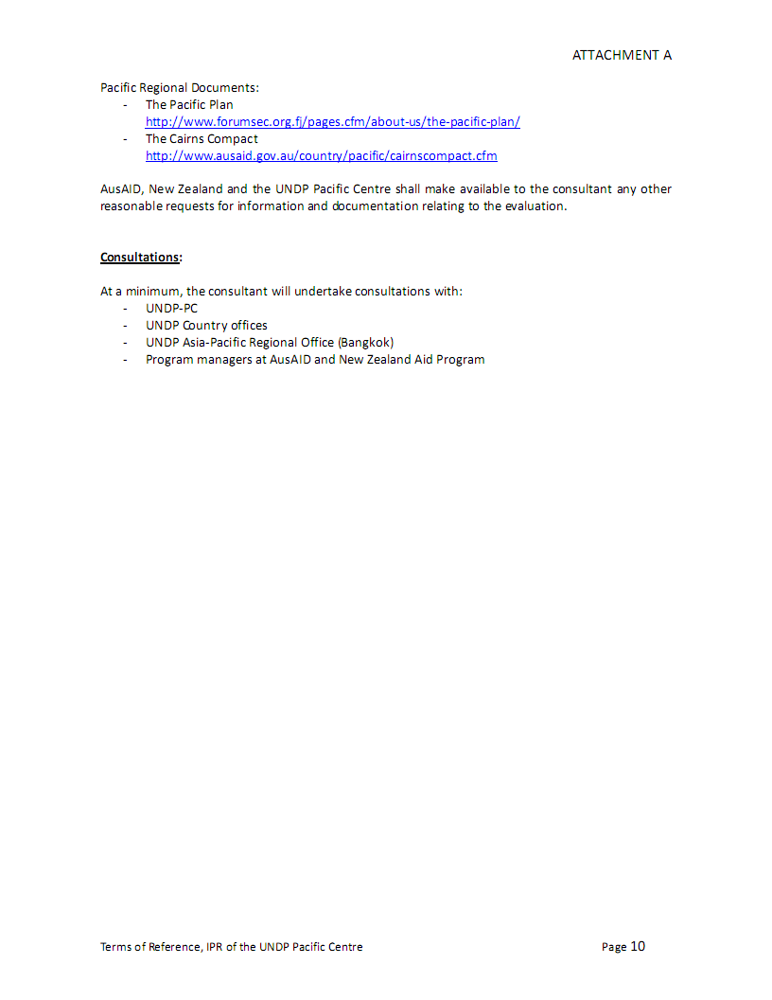 ATTACHMENT A
Pacific Regional Documents:
- The Pacific Plan
http://www.forumsec.org.fj/pages.cfm/about-us/the-pacific-plan/
- The Cairns Compact
http://www.ausaid.gov.au/country/pacific/cairnscompact.cfm
AusAID, New Zealand and the UNDP Pacific Centre shall make available to the consultant any other
reasonable requests for information and documentation relating to the evaluation.
Consultations:
At a minimum, the consultant will undertake consultations with:
- UNDP-PC
- UNDP Country offices
- UNDP Asia-Pacific Regional Office (Bangkok)
- Program managers at AusAID and New Zealand Aid Program
Terms of Reference, IPR of the UNDP Pacific Centre Page 10